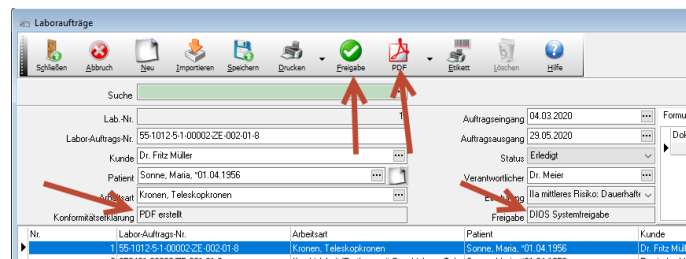 Laboraufträge
Schließen Abbruch Neu Importieren Speichern Drucken Freigabe PDF Etikett Löschen Hilfe
Suche
Lab.-Nr. 1 Auftragseingang 04.03.2020 ... Formu
Labor-Auftrags-Nr. 55-1012-5-1-00002-ZE-002-01-8 Auftragsausgang 29.05.2020 ... Dok
Kunde Dr. Fritz Müller ... Status Erledigt
Patient Sonne, Maria, *01.04.1956 ... Verantwortlicher Dr. Meier ...
Kronen, Teleskopkronen ... IIa mittleres Risiko: Dauerhafte
Konformitätserklärung PDF erstellt Freigabe DIOS Systemfreigabe
Nr. Labor-Auftrags-Nr. Arbeitsart Patient Kunde
1 55-1012-5-1-00002-ZE-002-01-8 Kronen, Teleskopkronen Sonne, Maria, *01.04.1956 Dr. Fritz Mül